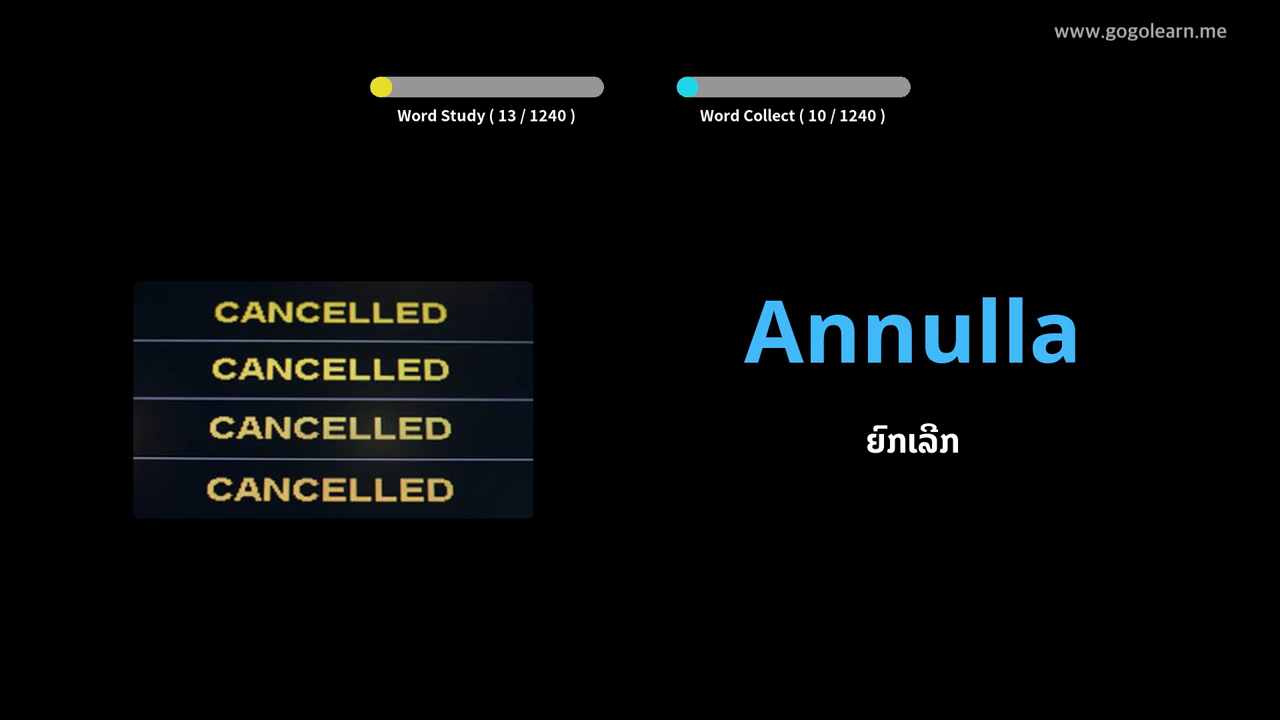 www.gogolearn.me
Word Study ( 13 / 1240 )
Word Collect ( 10 / 1240 )
CANCELLED
CANCELLED
CANCELLED
CANCELLED
Annulla
ຍົກເລີກ